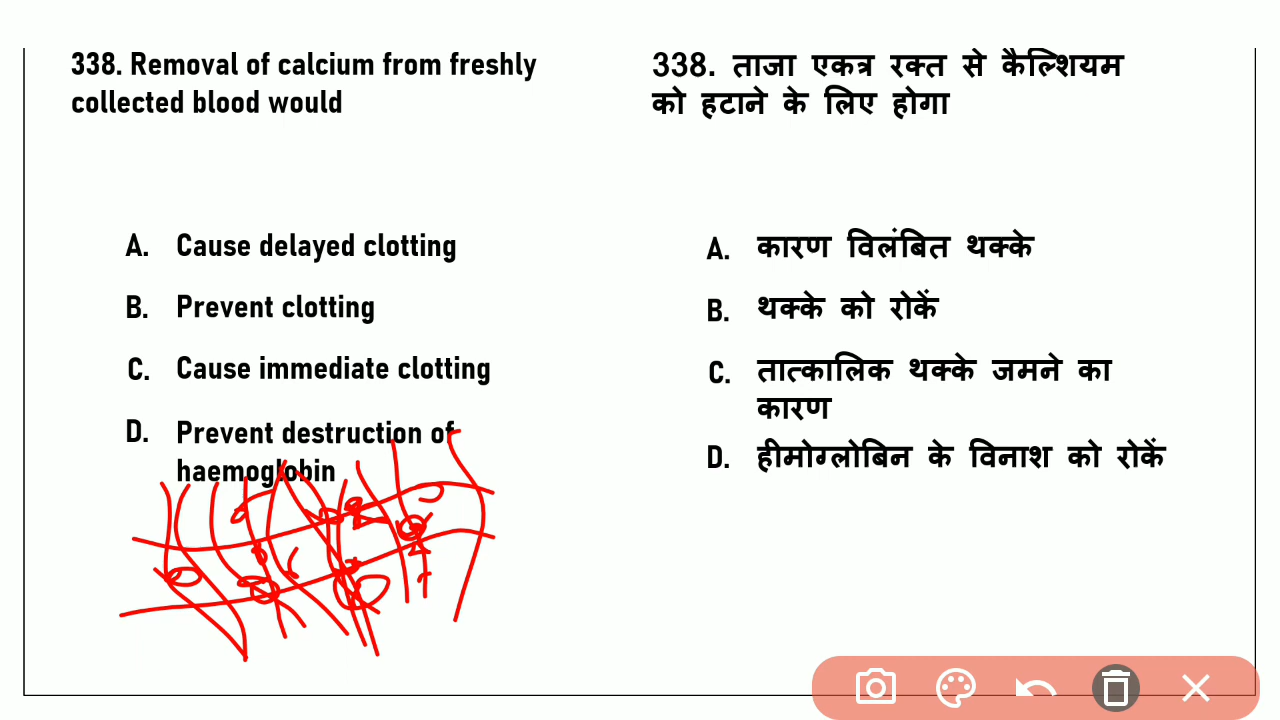 338. Removal of calcium from freshly
collected blood would
A. Cause delayed clotting
B. Prevent clotting
C. Cause immediate clotting
D. Prevent destruction of
haemoglobin
338. ताजा एकत्र रक्त से कैल्शियम
को हटाने के लिए होगा
A. कारण विलंबित थक्के
B. थक्के को रोकें
C. तात्कालिक थक्के जमने का
कारण
D. हीमोग्लोबिन के विनाश को रोकें